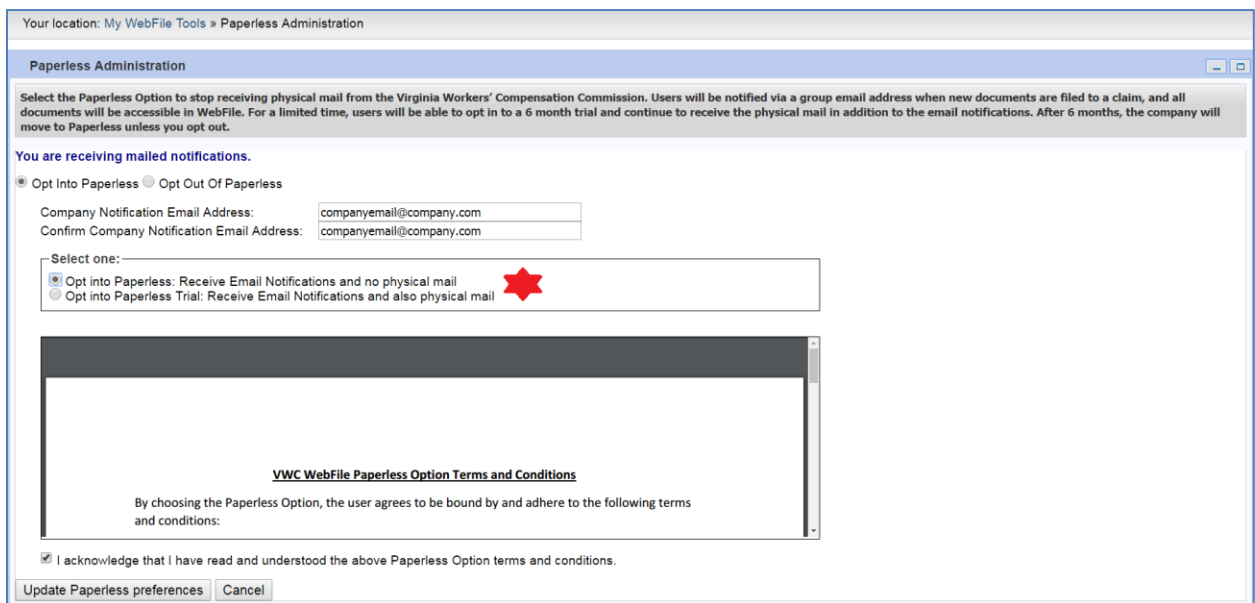 Your location: My WebFile Tools » Paperless Administration
Paperless Administration
Select the Paperless Option to stop receiving physical mail from the Virginia Workers' Compensation Commission. Users will be notified via a group email address when new documents are filed to a claim, and all
documents will be accessible in WebFile. For a limited time, users will be able to opt in to a 6 month trial and continue to receive the physical mail in addition to the email notifications. After 6 months, the company will
move to Paperless unless you opt out.
You are receiving mailed notifications.
Opt Into Paperless Opt Out Of Paperless
Company Notification Email Address: companyemail@company.com
Confirm Company Notification Email Address: companyemail@company.com
Select one:
Opt into Paperless: Receive Email Notifications and no physical mail
Opt into Paperless Trial: Receive Email Notifications and also physical mail
VWC WebFile Paperless Option Terms and Conditions
By choosing the Paperless Option, the user agrees to be bound by and adhere to the following terms
and conditions:
I acknowledge that I have read and understood the above Paperless Option terms and conditions.
Update Paperless preferences Cancel